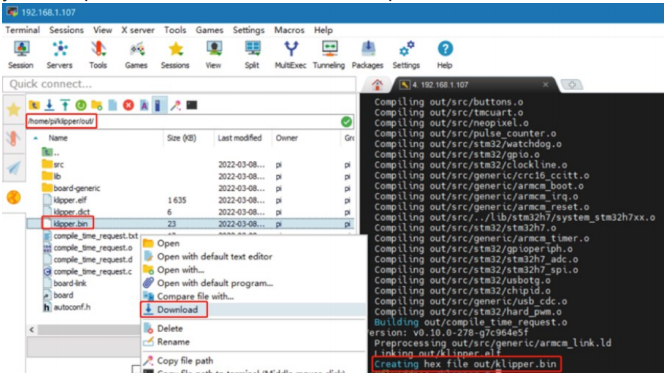 192.168.1.107
Terminal Sessions View X server Tools Games Settings Macros Help
Session Servers Tools Games Sessions View Split MultiExec Tunneling Packages Settings Help
Quick connect...
4. 192.168.1.107
/home/pi/klipper/out/
Name Size (KB) Last modified Owner
..
src 2022-03-08... pi pi
lib 2022-03-08... pi pi
board-generic 2022-03-08... pi pi
klipper.elf 1 635 2022-03-08... pi pi
klipper.dict 6 2022-03-08... pi pi
klipper.bin 23 2022-03-08... pi pi
compile_time_request.txt
compile_time_request.o
compile_time_request.d
compile_time_request.c
board-link
board
autoconf.h
Open
Open with default text editor
Open with...
Open with default program...
Compare file with...
Download
Delete
Rename
Copy file path
Compiling out/src/buttons.o
Compiling out/src/tmcuart.o
Compiling out/src/neopixel.o
Compiling out/src/pulse_counter.o
Compiling out/src/stm32/watchdog.o
Compiling out/src/stm32/gpio.o
Compiling out/src/stm32/clockline.o
Compiling out/src/generic/crc16_ccitt.o
Compiling out/src/generic/armcm_boot.o
Compiling out/src/generic/armcm_irq.o
Compiling out/src/generic/armcm_reset.o
Compiling out/src/../lib/stm32h7/system_stm32h7xx.o
Compiling out/src/stm32/stm32h7.o
Compiling out/src/generic/armcm_timer.o
Compiling out/src/stm32/gpioperiph.o
Compiling out/src/stm32/stm32h7_adc.o
Compiling out/src/stm32/stm32h7_spi.o
Compiling out/src/stm32/usbotg.o
Compiling out/src/stm32/chipid.o
Compiling out/src/generic/usb_cdc.o
Compiling out/src/stm32/hard_pwm.o
Building out/compile_time_request.o
ersion: v0.10.0-278-g7c964e5f
Preprocessing out/src/generic/armcm_link.ld
Linking out/klipper.elf
Creating hex file out/klipper.bin